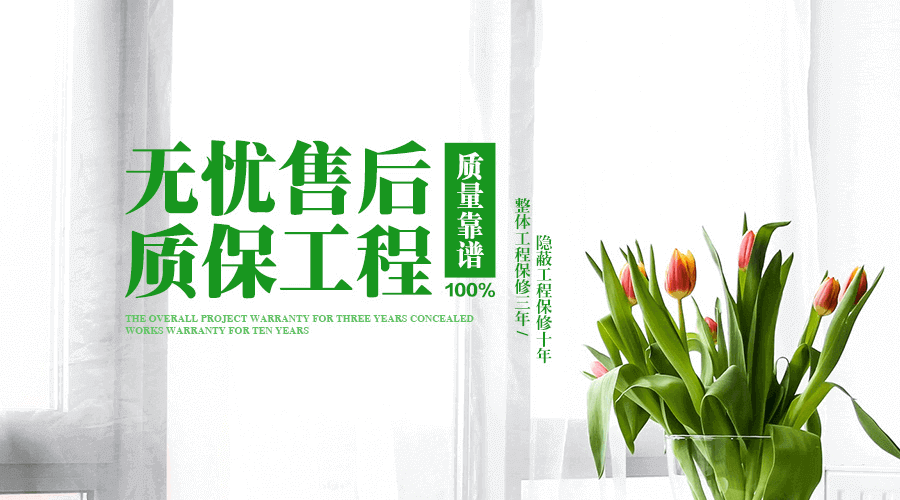 无忧售后
质保工程
质量靠谱
100%
THE OVERALL PROJECT WARRANTY FOR THREE YEARS CONCEALED
WORKS WARRANTY FOR TEN YEARS
整体工程保修三年/
隐蔽工程保修十年